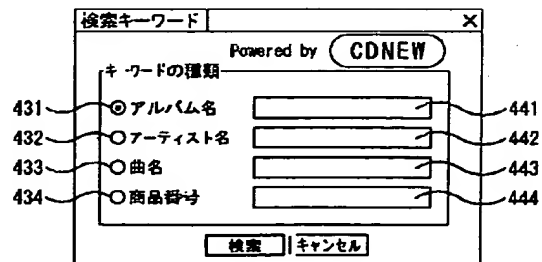 検索キーワード ×
Powered by CDNEW
キーワードの種類
431 ◉アルバム名 441
432 ○アーティスト名 442
433 ○曲名 443
434 ○商品番号 444
検索 キャンセル